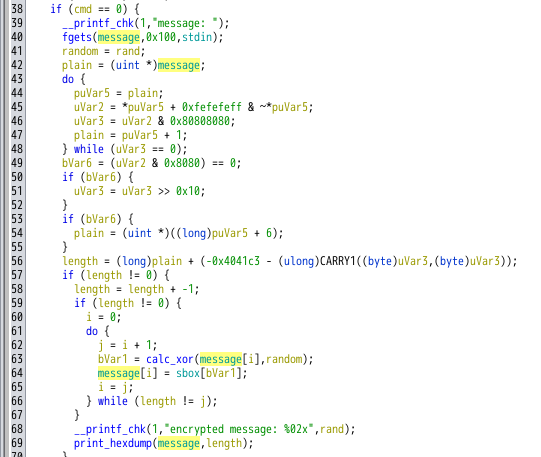 38 if (cmd == 0) {
39 __printf_chk(1,"message: ");
40 fgets(message,0x100,stdin);
41 random = rand;
42 plain = (uint *)message;
43 do {
44 puVar5 = plain;
45 uVar2 = *puVar5 + 0xfefefeff & ~*puVar5;
46 uVar3 = uVar2 & 0x80808080;
47 plain = puVar5 + 1;
48 } while (uVar3 == 0);
49 bVar6 = (uVar2 & 0x8080) == 0;
50 if (bVar6) {
51 uVar3 = uVar3 >> 0x10;
52 }
53 if (bVar6) {
54 plain = (uint *)((long)puVar5 + 6);
55 }
56 length = (long)plain + (-0x4041c3 - (ulong)CARRY1((byte)uVar3,(byte)uVar3));
57 if (length != 0) {
58 length = length + -1;
59 if (length != 0) {
60 i = 0;
61 do {
62 j = i + 1;
63 bVar1 = calc_xor(message[i],random);
64 message[i] = sbox[bVar1];
65 i = j;
66 } while (length != j);
67 }
68 __printf_chk(1,"encrypted message: %02x",rand);
69 print_hexdump(message,length);
70 }